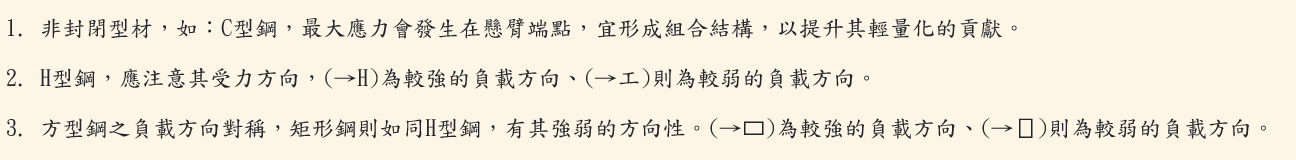 1. 非封閉型材，如：C型鋼，最大應力會發生在懸臂端點，宜形成組合結構，以提升其輕量化的貢獻。
2. H型鋼，應注意其受力方向，(→H)為較強的負載方向、(→工)則為較弱的負載方向。
3. 方型鋼之負載方向對稱，矩形鋼則如同H型鋼，有其強弱的方向性。(→▭)為較強的負載方向、(→▯)則為較弱的負載方向。